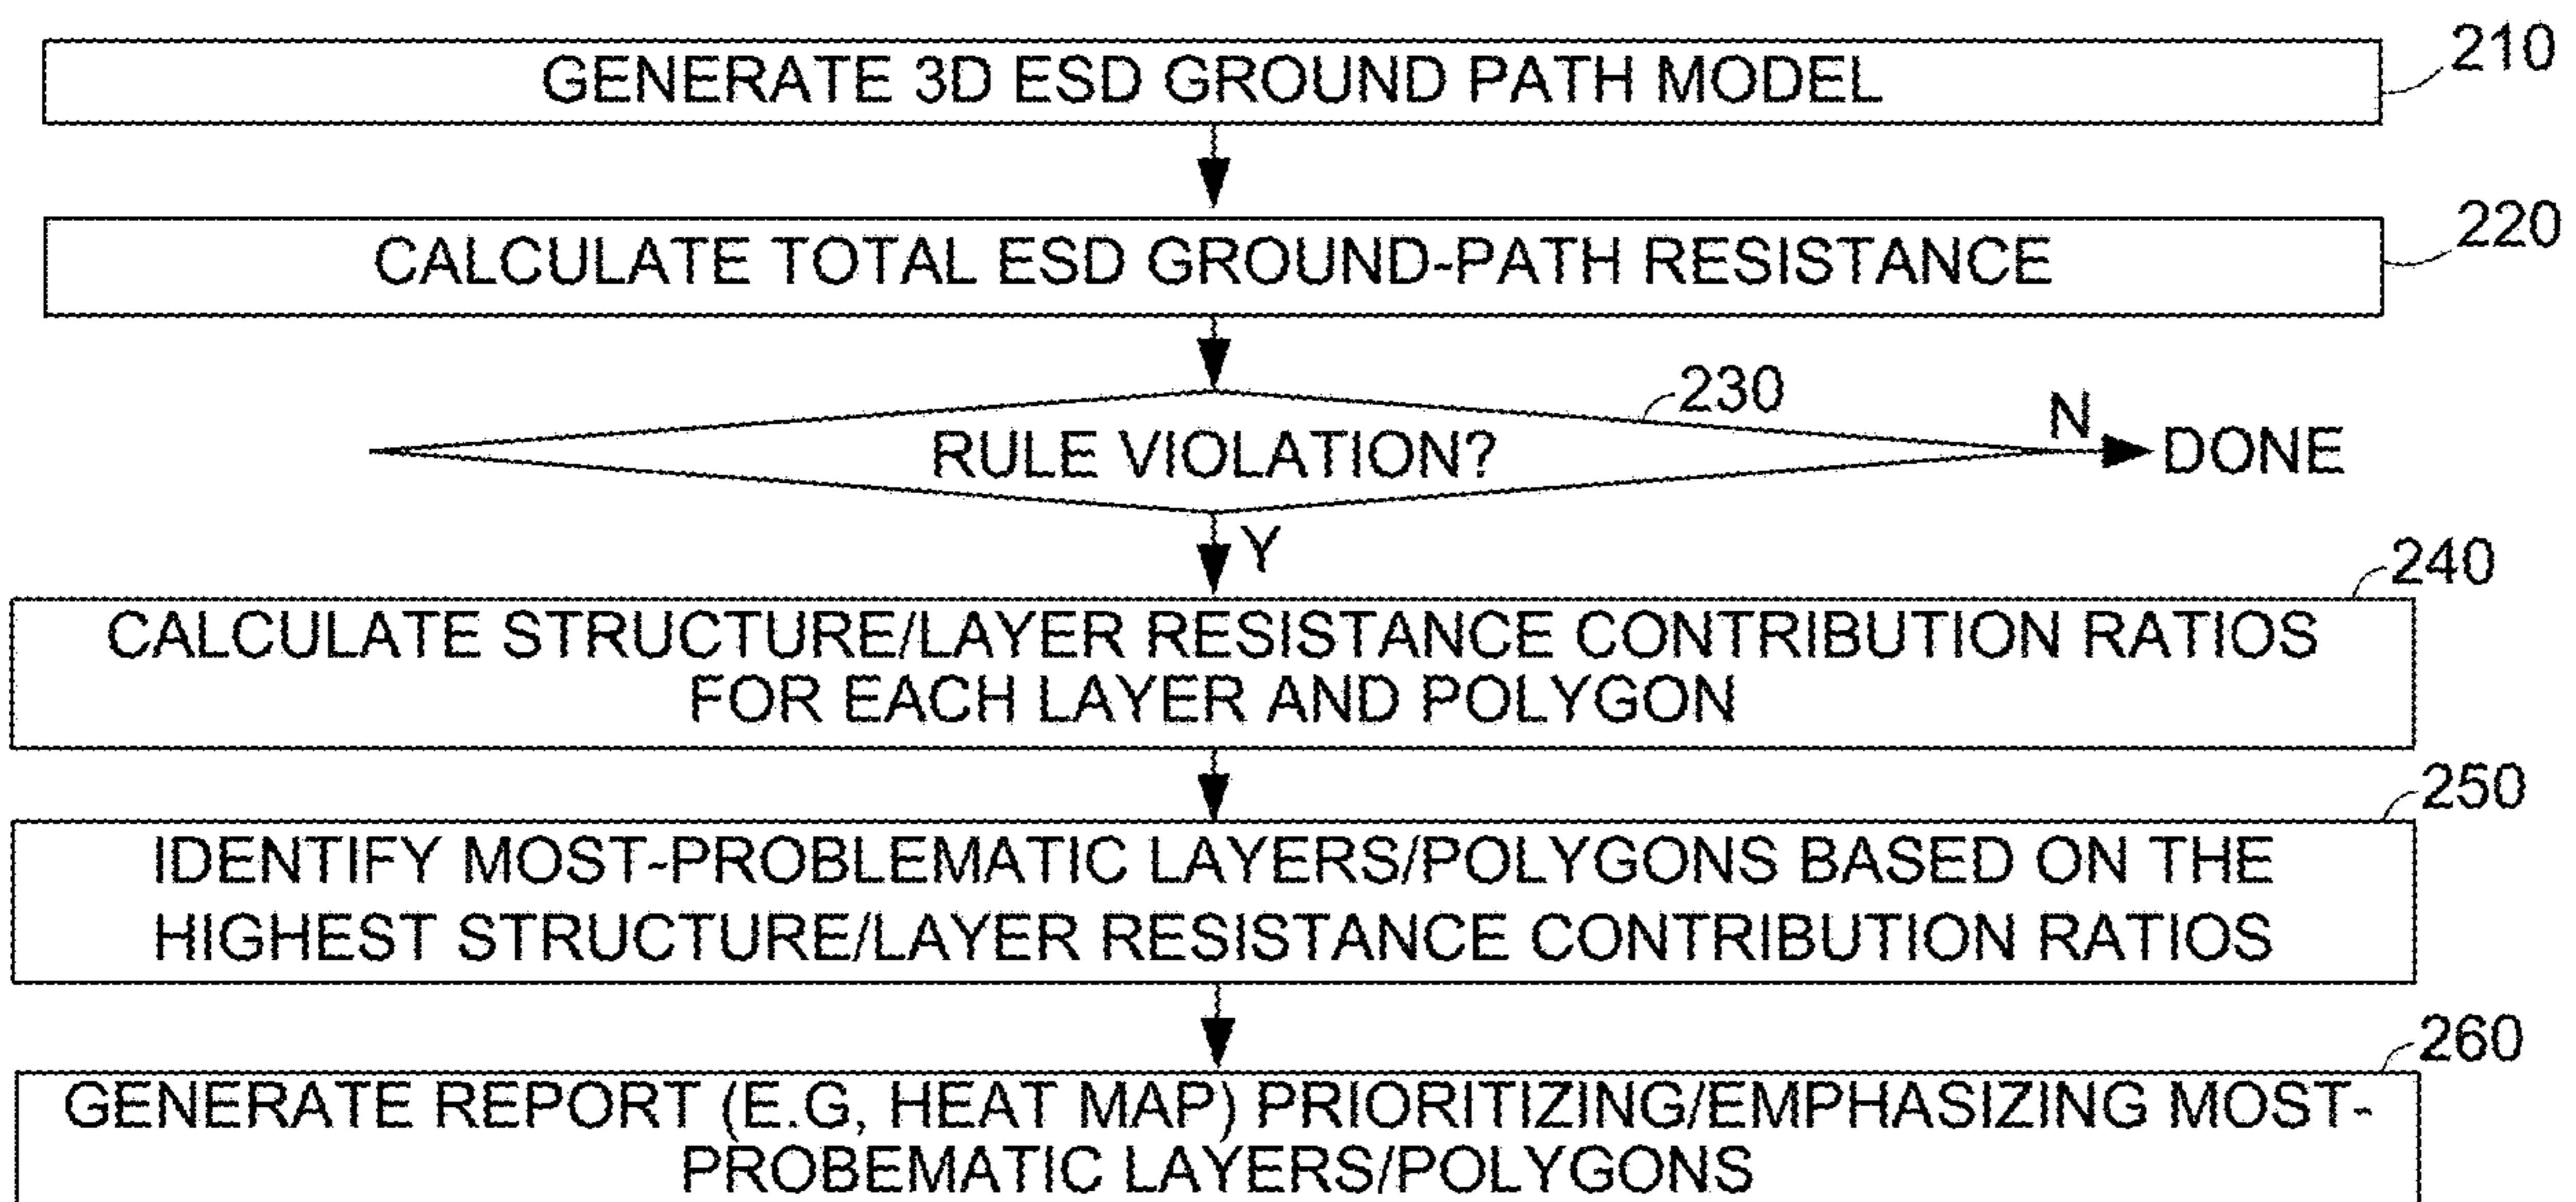 GENERATE 3D ESD GROUND PATH MODEL
210
CALCULATE TOTAL ESD GROUND-PATH RESISTANCE
220
RULE VIOLATION?
230
N
DONE
Y
240
CALCULATE STRUCTURE/LAYER RESISTANCE CONTRIBUTION RATIOS
FOR EACH LAYER AND POLYGON
250
IDENTIFY MOST-PROBLEMATIC LAYERS/POLYGONS BASED ON THE
HIGHEST STRUCTURE/LAYER RESISTANCE CONTRIBUTION RATIOS
260
GENERATE REPORT (E.G, HEAT MAP) PRIORITIZING/EMPHASIZING MOST-
PROBEMATIC LAYERS/POLYGONS